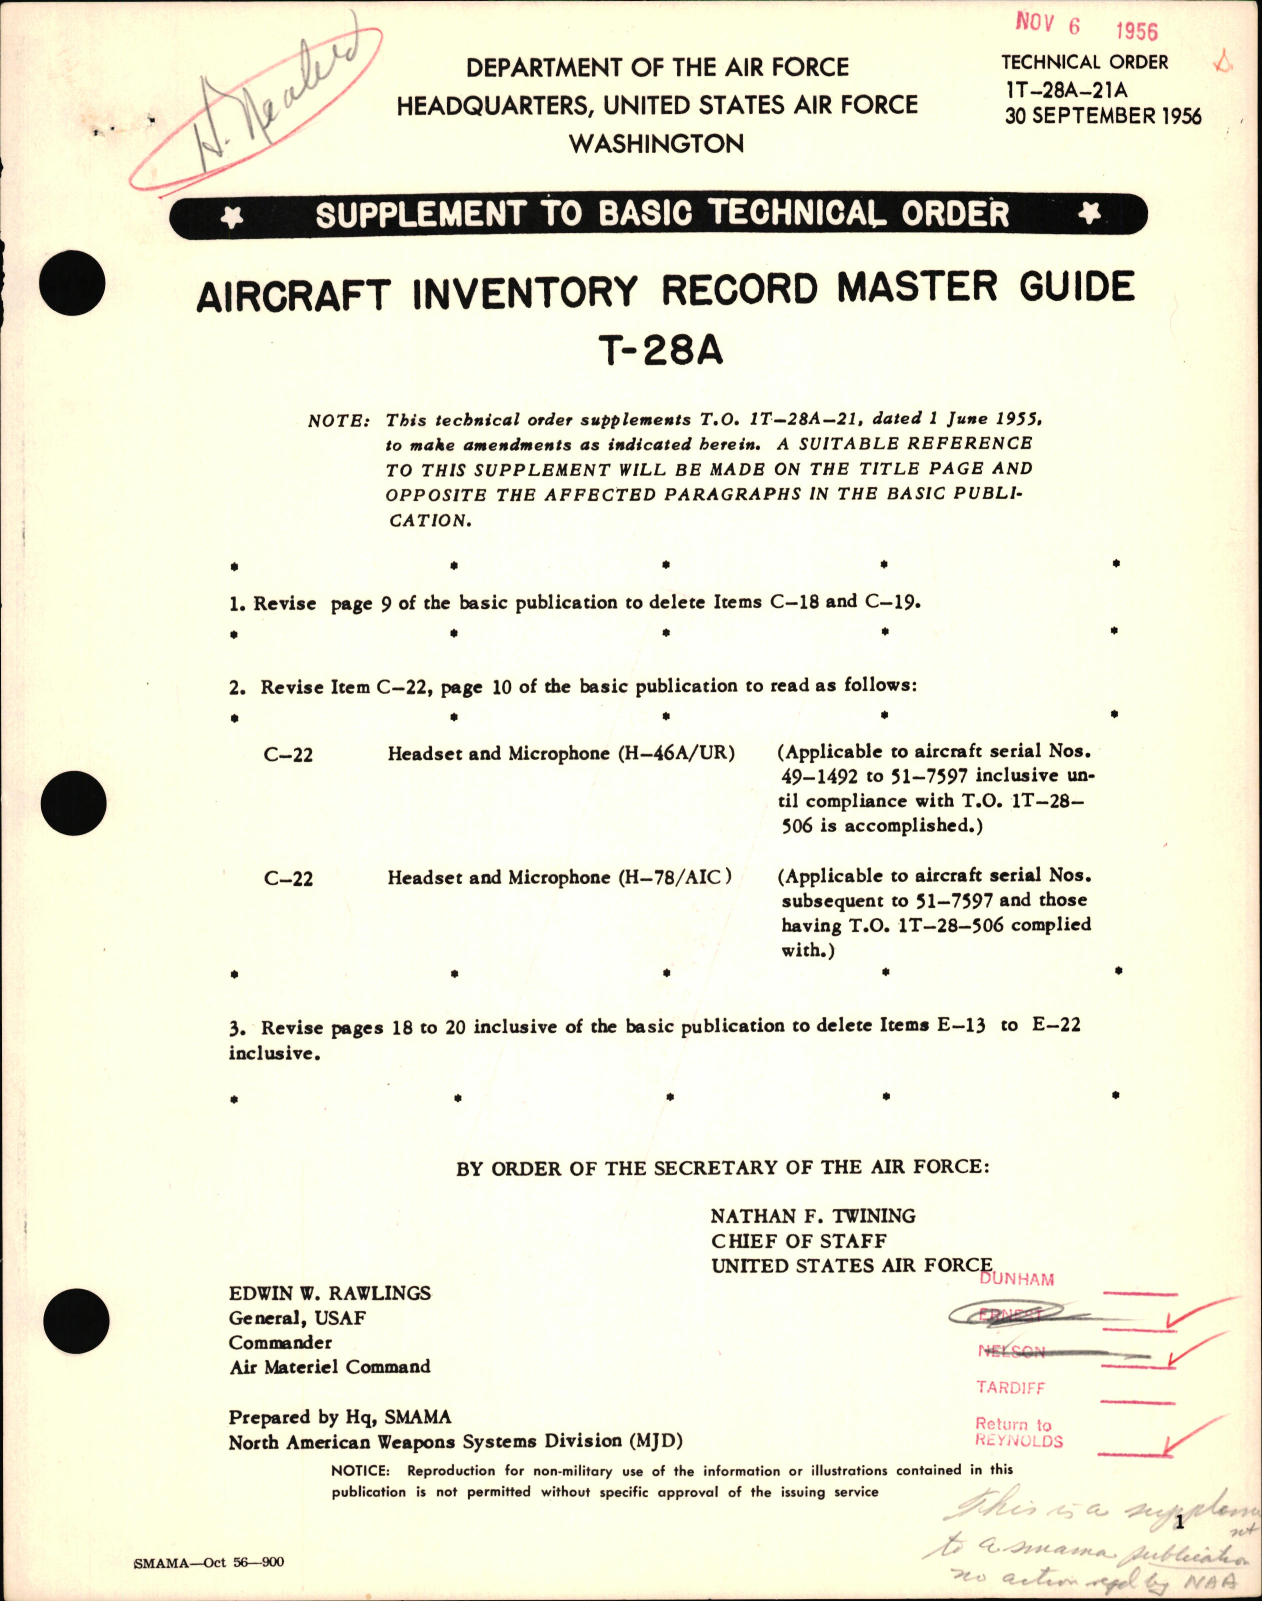 NOV 6 1956
DEPARTMENT OF THE AIR FORCE
HEADQUARTERS, UNITED STATES AIR FORCE
WASHINGTON
TECHNICAL ORDER
1T-28A-21A
30 SEPTEMBER 1956
SUPPLEMENT TO BASIC TECHNICAL ORDER
AIRCRAFT INVENTORY RECORD MASTER GUIDE
T-28A
NOTE: This technical order supplements T.O. 1T-28A-21, dated 1 June 1955,
to make amendments as indicated herein. A SUITABLE REFERENCE
TO THIS SUPPLEMENT WILL BE MADE ON THE TITLE PAGE AND
OPPOSITE THE AFFECTED PARAGRAPHS IN THE BASIC PUBLI-
CATION.
* * * * *
1. Revise page 9 of the basic publication to delete Items C-18 and C-19.
* * * * *
2. Revise Item C-22, page 10 of the basic publication to read as follows:
* * * * *
C-22 Headset and Microphone (H-46A/UR) (Applicable to aircraft serial Nos.
49-1492 to 51-7597 inclusive un-
til compliance with T.O. 1T-28-
506 is accomplished.)
C-22 Headset and Microphone (H-78/AIC) (Applicable to aircraft serial Nos.
subsequent to 51-7597 and those
having T.O. 1T-28-506 complied
with.)
* * * * *
3. Revise pages 18 to 20 inclusive of the basic publication to delete Items E-13 to E-22
inclusive.
* * * * *
BY ORDER OF THE SECRETARY OF THE AIR FORCE:
NATHAN F. TWINING
CHIEF OF STAFF
UNITED STATES AIR FORCE
EDWIN W. RAWLINGS
General, USAF
Commander
Air Materiel Command
DUNHAM
ERNEST
NELSON
TARDIFF
Return to
REYNOLDS
Prepared by Hq, SMAMA
North American Weapons Systems Division (MJD)
NOTICE: Reproduction for non-military use of the information or illustrations contained in this
publication is not permitted without specific approval of the issuing service
1
This is a supplement
to a smama publication
no action reqd by NAA
SMAMA—Oct 56—900